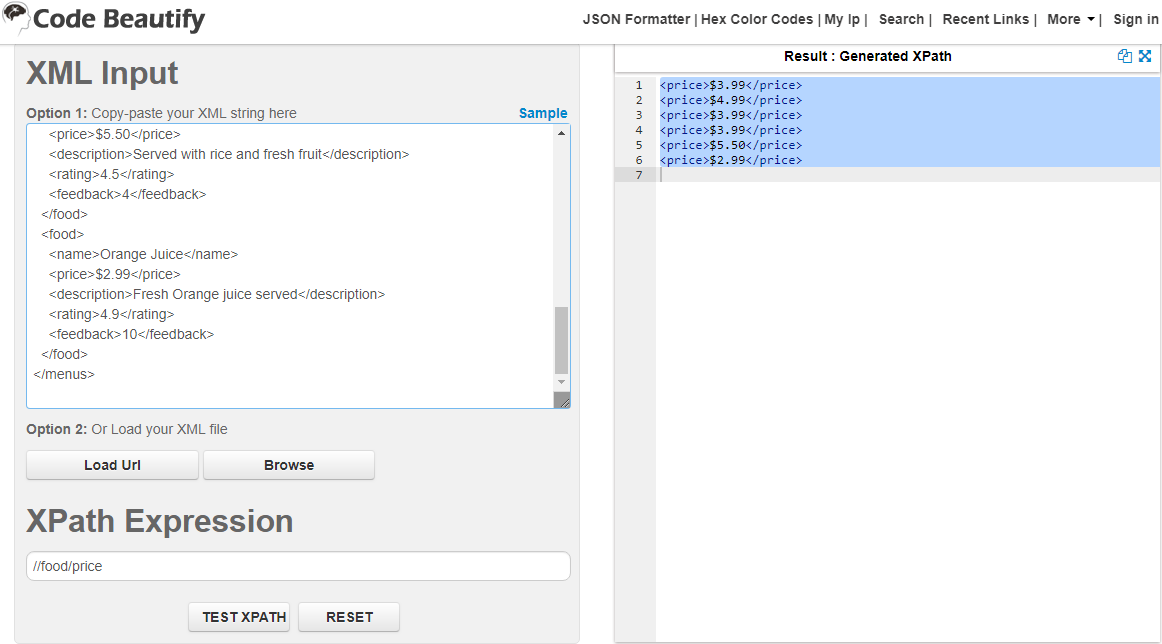 Code Beautify
JSON Formatter | Hex Color Codes | My Ip | Search | Recent Links | More | Sign in
XML Input
Option 1: Copy-paste your XML string here
Sample
<price>$5.50</price>
<description>Served with rice and fresh fruit</description>
<rating>4.5</rating>
<feedback>4</feedback>
</food>
<food>
<name>Orange Juice</name>
<price>$2.99</price>
<description>Fresh Orange juice served</description>
<rating>4.9</rating>
<feedback>10</feedback>
</food>
</menus>
Option 2: Or Load your XML file
Load Url
Browse
XPath Expression
//food/price
TEST XPATH
RESET
Result : Generated XPath
1 <price>$3.99</price>
2 <price>$4.99</price>
3 <price>$3.99</price>
4 <price>$3.99</price>
5 <price>$5.50</price>
6 <price>$2.99</price>
7